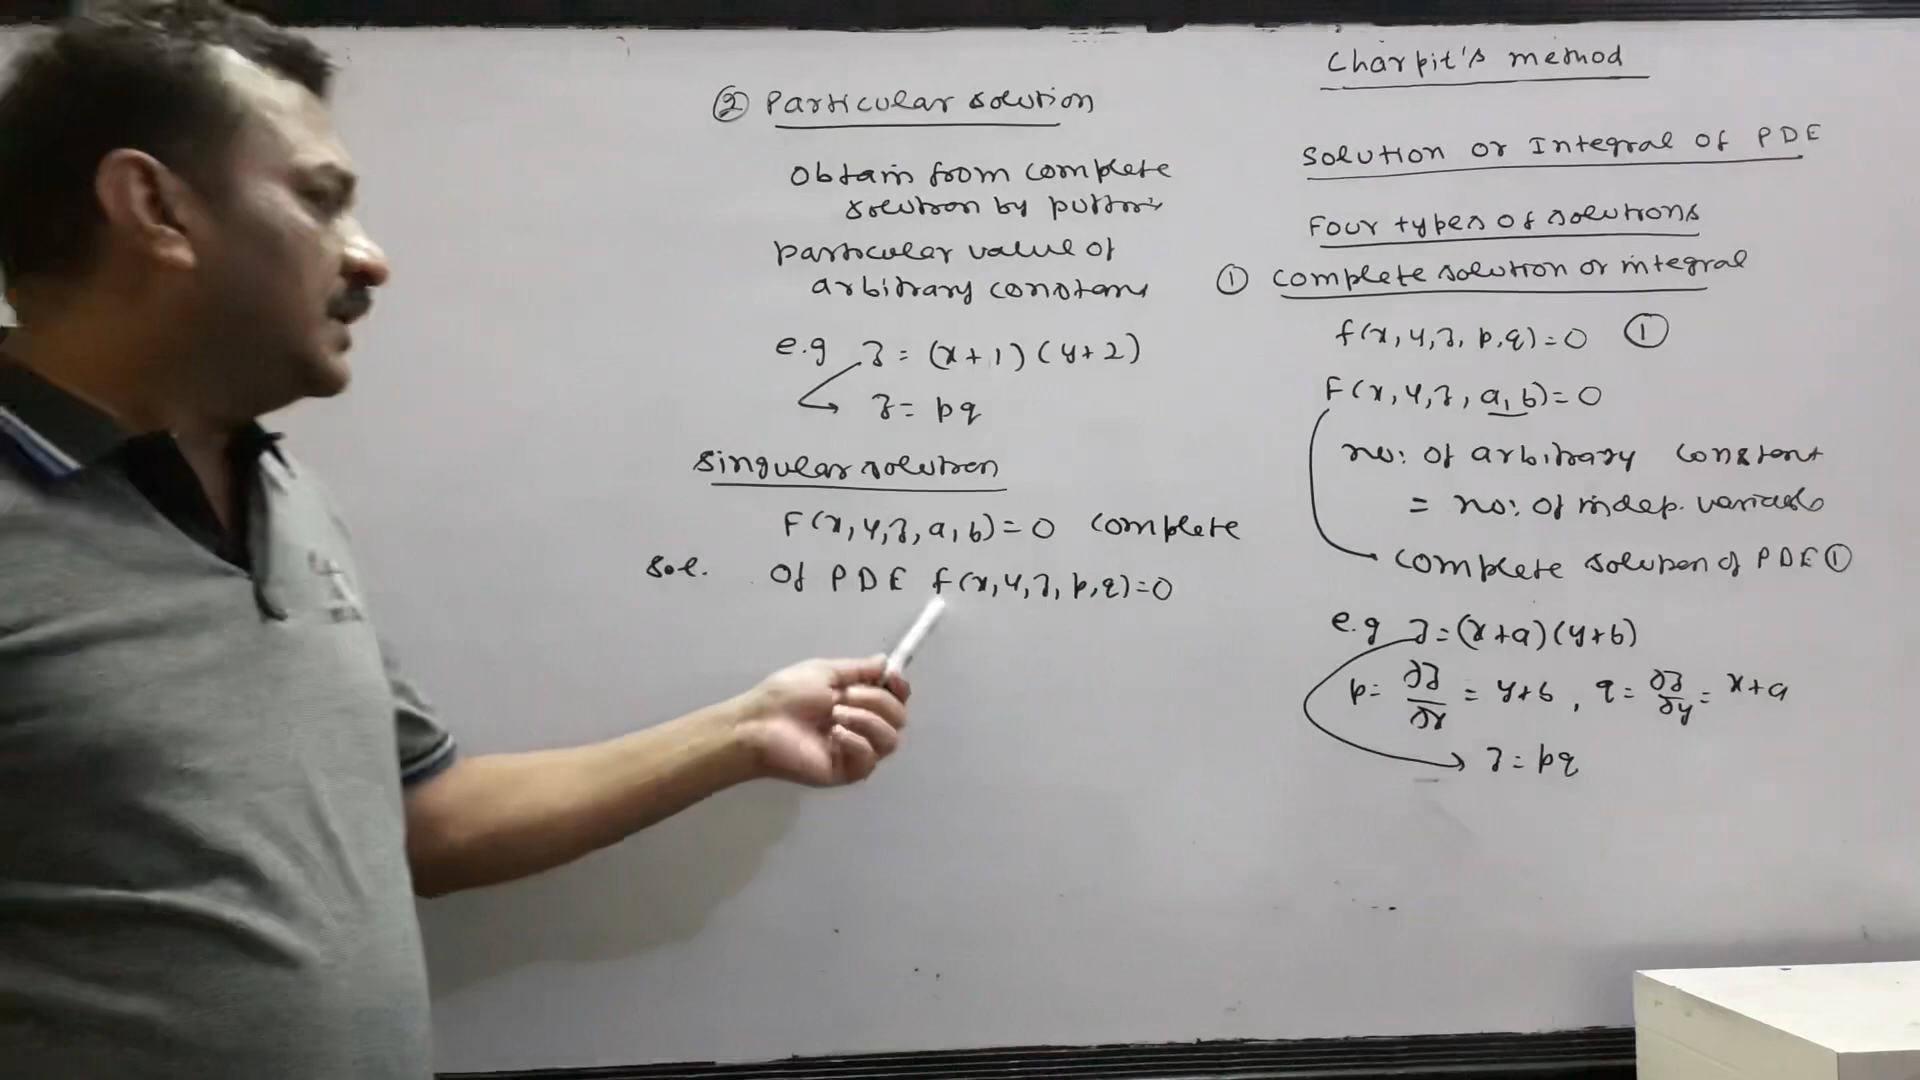 Charpit's method
Solution or Integral of PDE
Four types of solutions
① Complete solution or integral
f(x, y, z, p, q) = 0 ①
F(x, y, z, a, b) = 0
no: of arbitrary constant
= no: of indep. variable
Complete solution of PDE ①
e.g z = (x+a)(y+b)
p = ∂z/∂x = y+b, q = ∂z/∂y = x+a
z = pq
② Particular solution
Obtain from complete
solution by putting
particular value of
arbitrary constant
e.g z = (x+1)(y+2)
z = pq
Singular solution
F(x, y, z, a, b) = 0 complete
sol. of PDE f(x, y, z, p, q) = 0